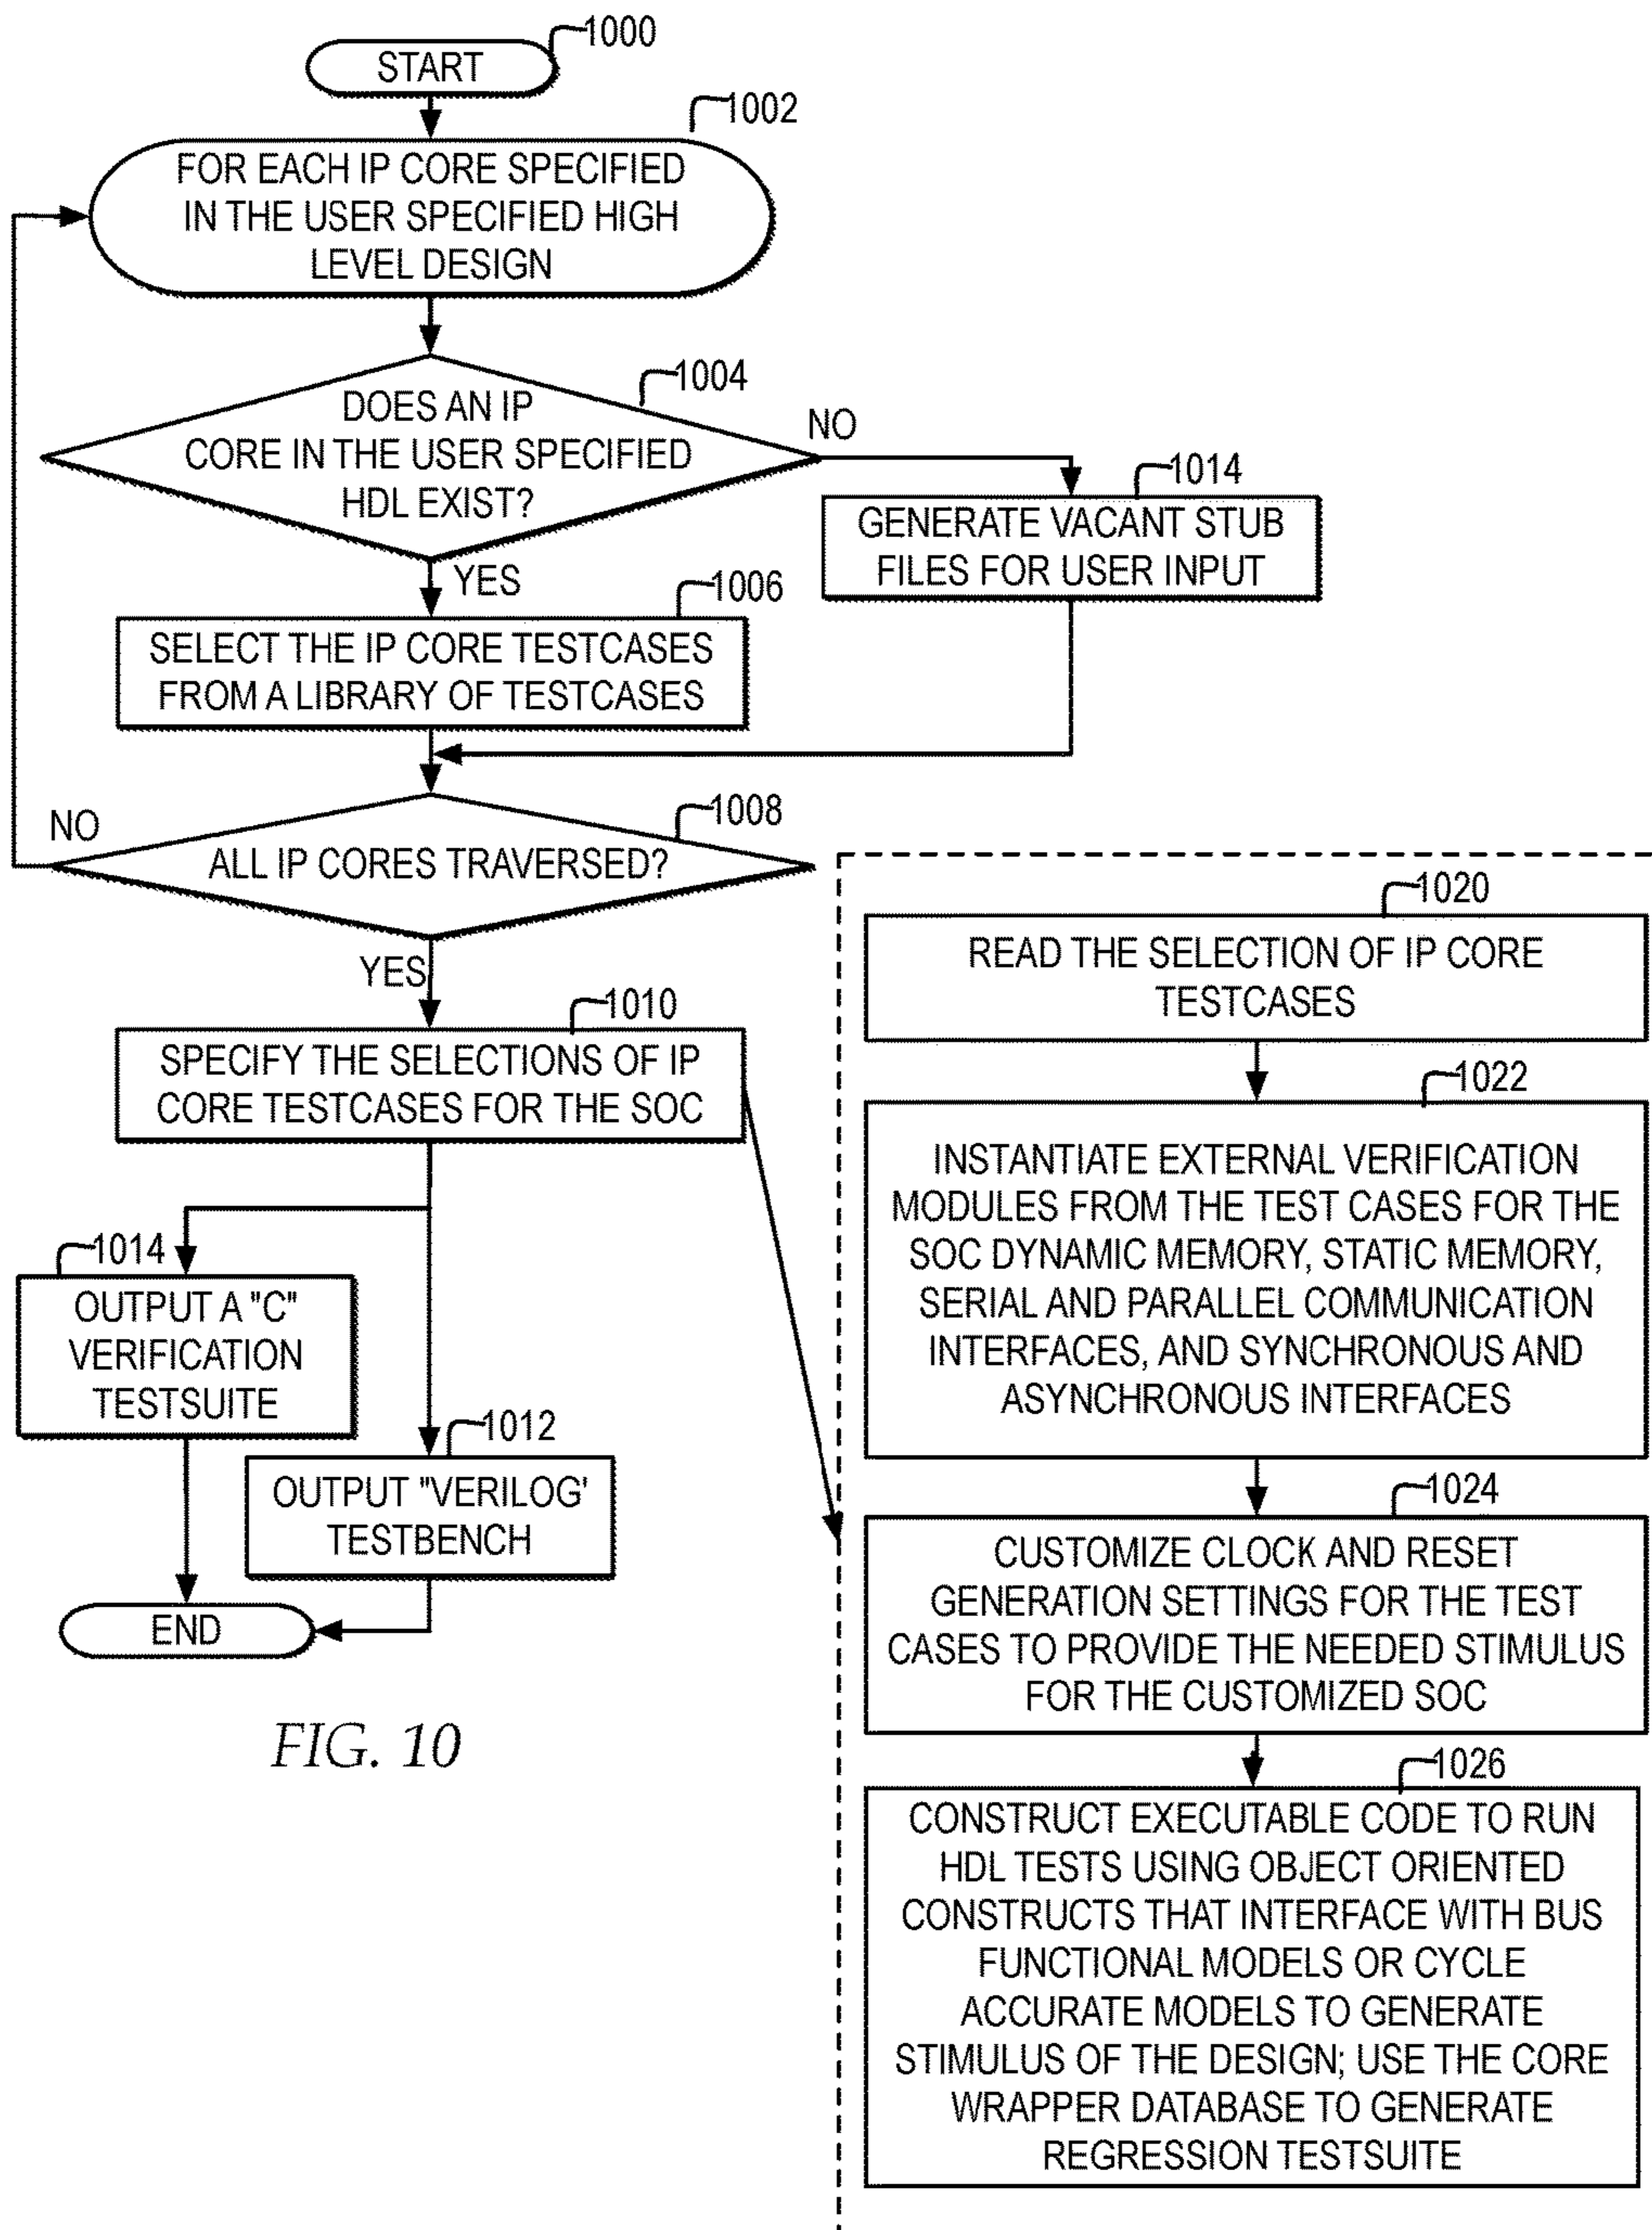 1000
START
1002
FOR EACH IP CORE SPECIFIED
IN THE USER SPECIFIED HIGH
LEVEL DESIGN
1004
DOES AN IP
CORE IN THE USER SPECIFIED
HDL EXIST?
NO
1014
GENERATE VACANT STUB
FILES FOR USER INPUT
YES
1006
SELECT THE IP CORE TESTCASES
FROM A LIBRARY OF TESTCASES
1008
NO
ALL IP CORES TRAVERSED?
YES
1010
SPECIFY THE SELECTIONS OF IP
CORE TESTCASES FOR THE SOC
1014
OUTPUT A "C"
VERIFICATION
TESTSUITE
1012
OUTPUT "VERILOG'
TESTBENCH
END
FIG. 10
1020
READ THE SELECTION OF IP CORE
TESTCASES
1022
INSTANTIATE EXTERNAL VERIFICATION
MODULES FROM THE TEST CASES FOR THE
SOC DYNAMIC MEMORY, STATIC MEMORY,
SERIAL AND PARALLEL COMMUNICATION
INTERFACES, AND SYNCHRONOUS AND
ASYNCHRONOUS INTERFACES
1024
CUSTOMIZE CLOCK AND RESET
GENERATION SETTINGS FOR THE TEST
CASES TO PROVIDE THE NEEDED STIMULUS
FOR THE CUSTOMIZED SOC
1026
CONSTRUCT EXECUTABLE CODE TO RUN
HDL TESTS USING OBJECT ORIENTED
CONSTRUCTS THAT INTERFACE WITH BUS
FUNCTIONAL MODELS OR CYCLE
ACCURATE MODELS TO GENERATE
STIMULUS OF THE DESIGN; USE THE CORE
WRAPPER DATABASE TO GENERATE
REGRESSION TESTSUITE